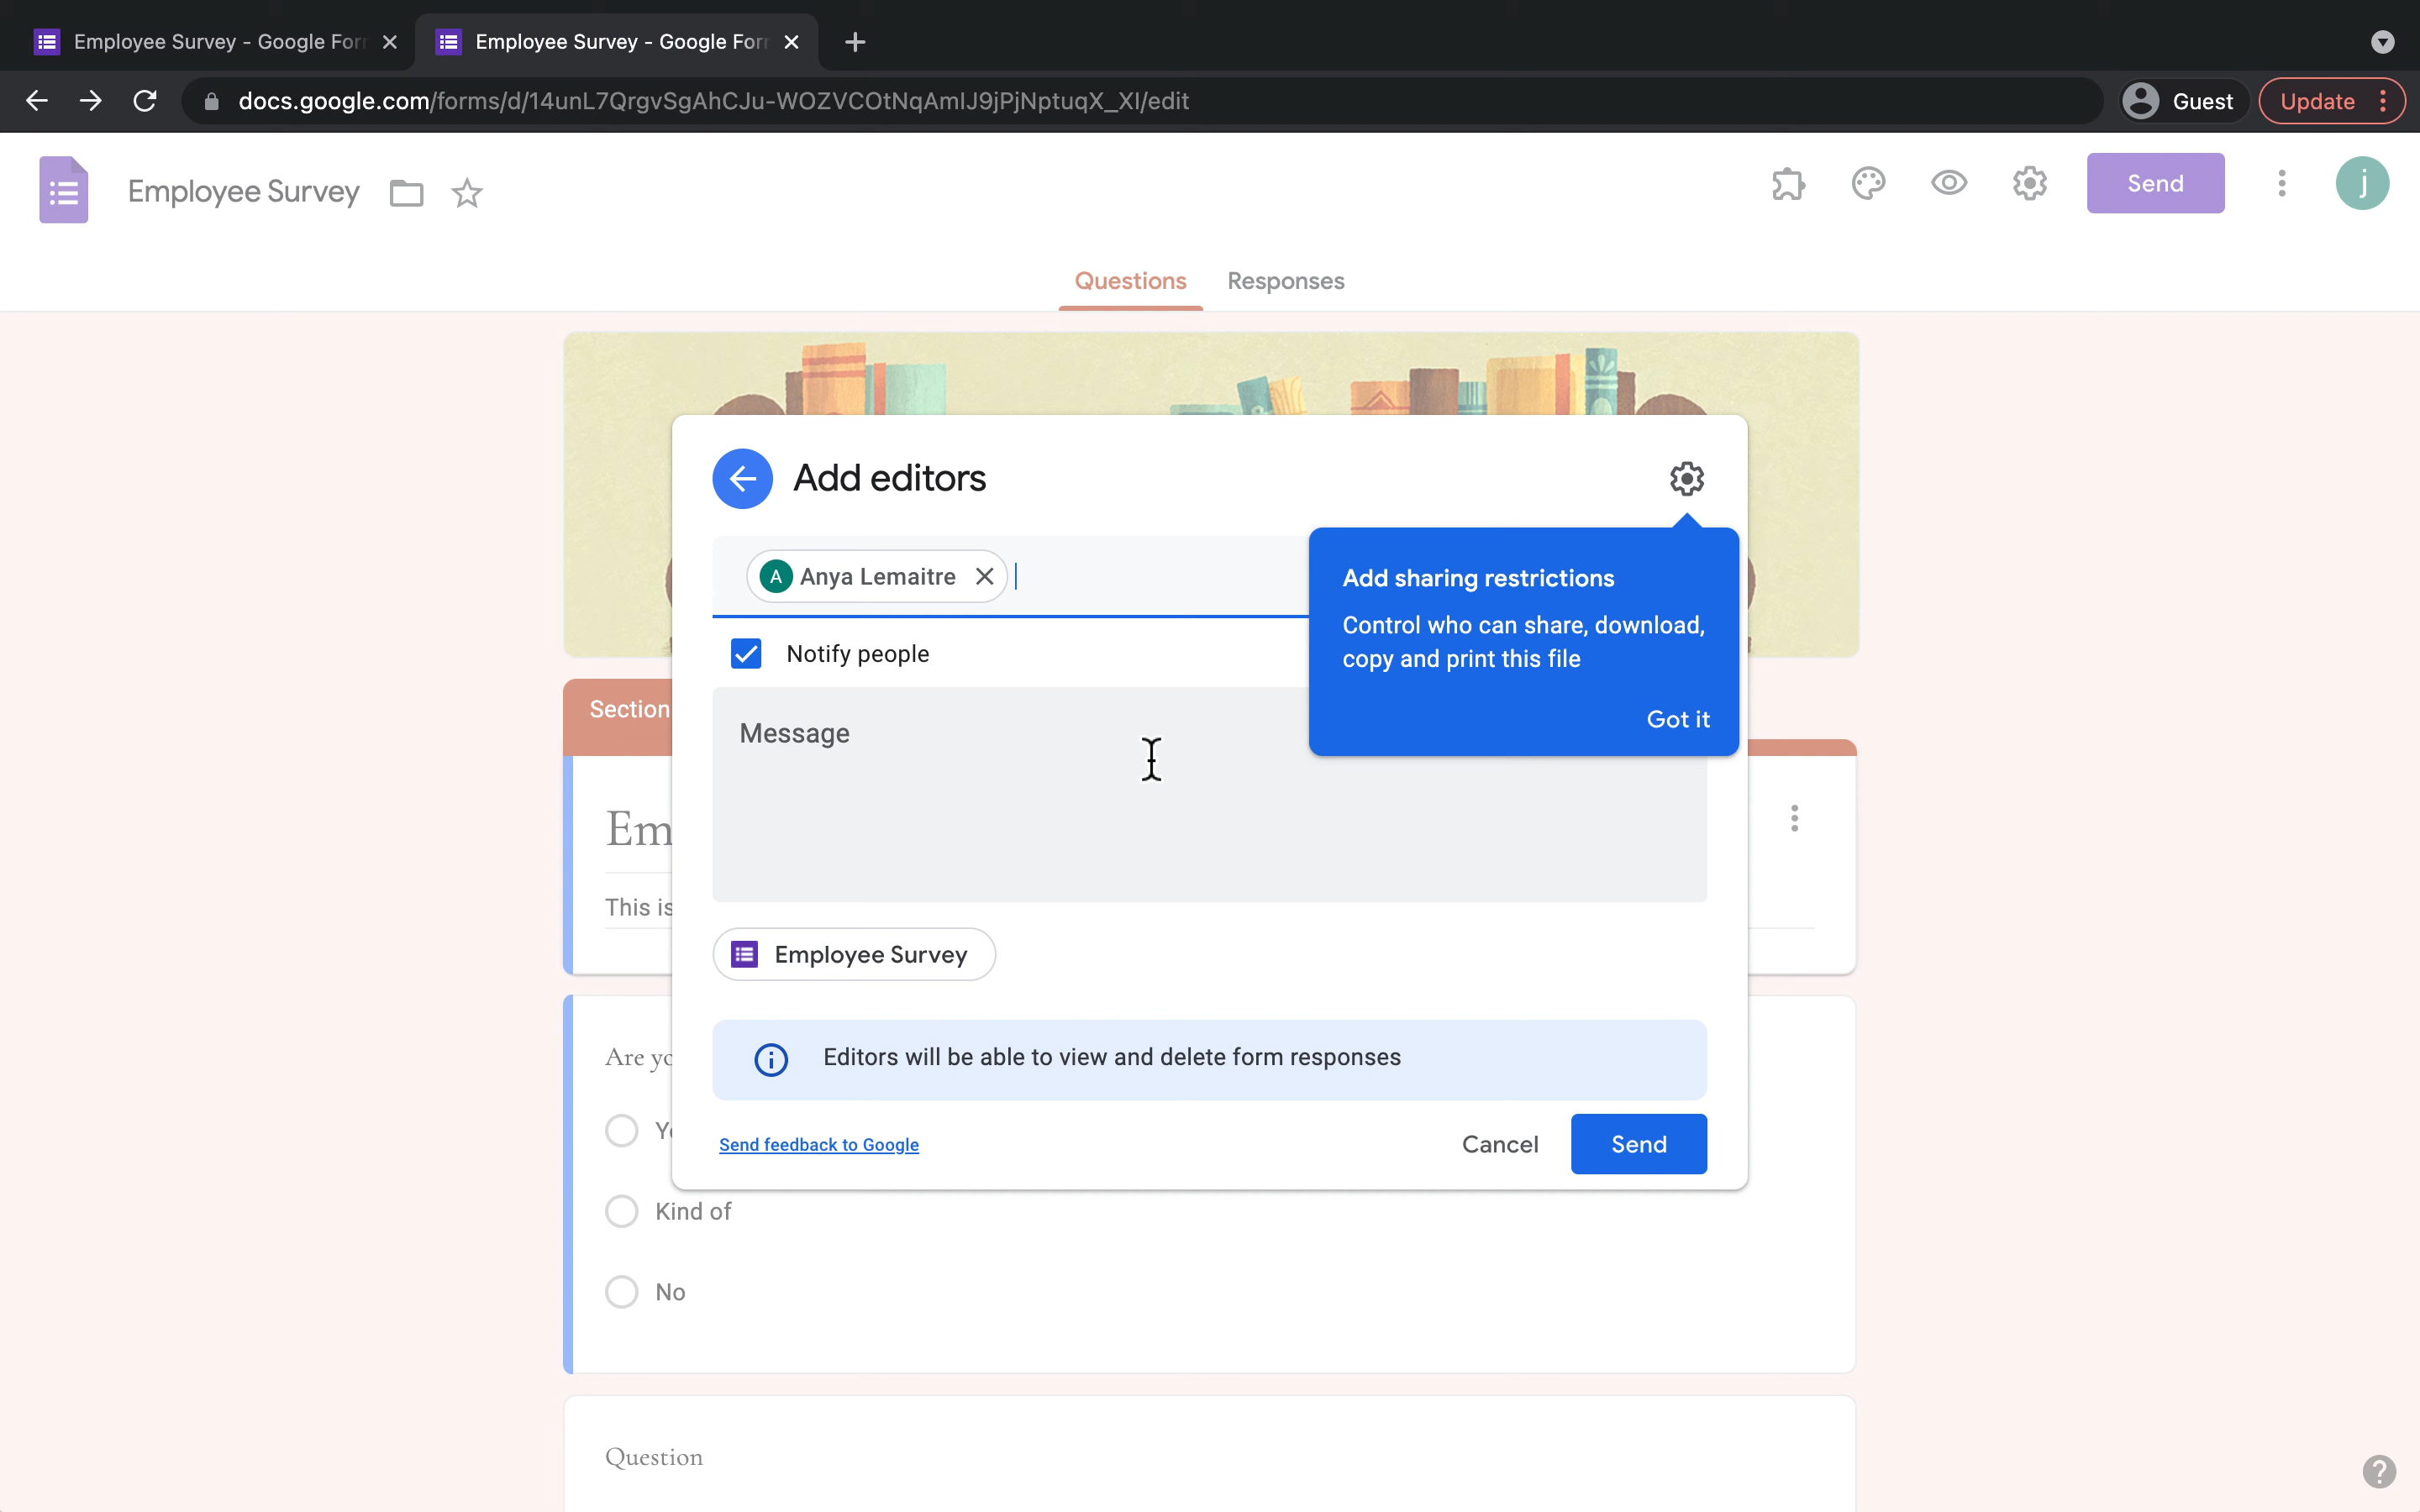 Employee Survey - Google For
Employee Survey - Google For
docs.google.com/forms/d/14unL7QrgvSgAhCJu-WOZVCOtNqAmIJ9jPjNptuqX_XI/edit
Guest
Update
Employee Survey
Send
j
Questions
Responses
Add editors
A
Anya Lemaitre
Add sharing restrictions
Control who can share, download,
copy and print this file
Got it
Notify people
Message
Section
Em
This is
Employee Survey
Editors will be able to view and delete form responses
Are yo
Send feedback to Google
Cancel
Send
Kind of
No
Question